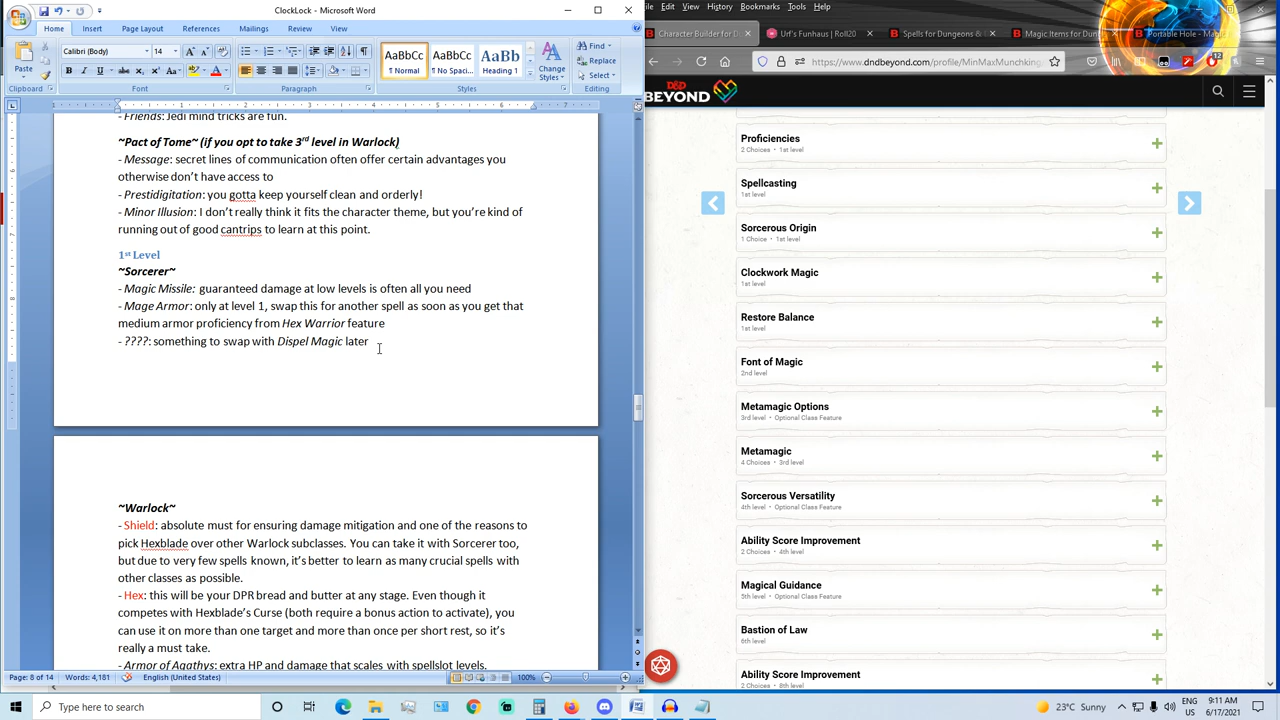 ClockLock - Microsoft Word
Home Insert Page Layout References Mailings Review View
Paste
Calibri (Body) 14
Normal No Spaci... Heading 1
Change Styles
Find
Replace
Select
Clipboard Font Paragraph Styles Editing
- Friends: Jedi mind tricks are fun.
~Pact of Tome~ (if you opt to take 3rd level in Warlock)
- Message: secret lines of communication often offer certain advantages you
otherwise don't have access to
- Prestidigitation: you gotta keep yourself clean and orderly!
- Minor Illusion: I don't really think it fits the character theme, but you're kind of
running out of good cantrips to learn at this point.
1st Level
~Sorcerer~
- Magic Missile: guaranteed damage at low levels is often all you need
- Mage Armor: only at level 1, swap this for another spell as soon as you get that
medium armor proficiency from Hex Warrior feature
- ????: something to swap with Dispel Magic later
~Warlock~
- Shield: absolute must for ensuring damage mitigation and one of the reasons to
pick Hexblade over other Warlock subclasses. You can take it with Sorcerer too,
but due to very few spells known, it's better to learn as many crucial spells with
other classes as possible.
- Hex: this will be your DPR bread and butter at any stage. Even though it
competes with Hexblade's Curse (both require a bonus action to activate), you
can use it on more than one target and more than once per short rest, so it's
really a must take.
- Armor of Agathys: extra HP and damage that scales with spellslot levels.
Page: 8 of 14 Words: 4,181 English (United States) 100%
View History Bookmarks Tools Help
Character Builder for Du Urf's Funhaus | Roll20 Spells for Dungeons & Magic Items for Dun Portable Hole - Magic
https://www.dndbeyond.com/profile/MinMaxMunchking
D&D
BEYOND
Proficiencies
2 Choices • 1st level
Spellcasting
1st level
Sorcerous Origin
1 Choice • 1st level
Clockwork Magic
1st level
Restore Balance
1st level
Font of Magic
2nd level
Metamagic Options
3rd level • Optional Class Feature
Metamagic
4 Choices • 3rd level
Sorcerous Versatility
4th level • Optional Class Feature
Ability Score Improvement
2 Choices • 4th level
Magical Guidance
5th level • Optional Class Feature
Bastion of Law
6th level
Ability Score Improvement
2 Choices • 8th level
Type here to search
23°C Sunny
ENG
US
9:11 AM
6/17/2021